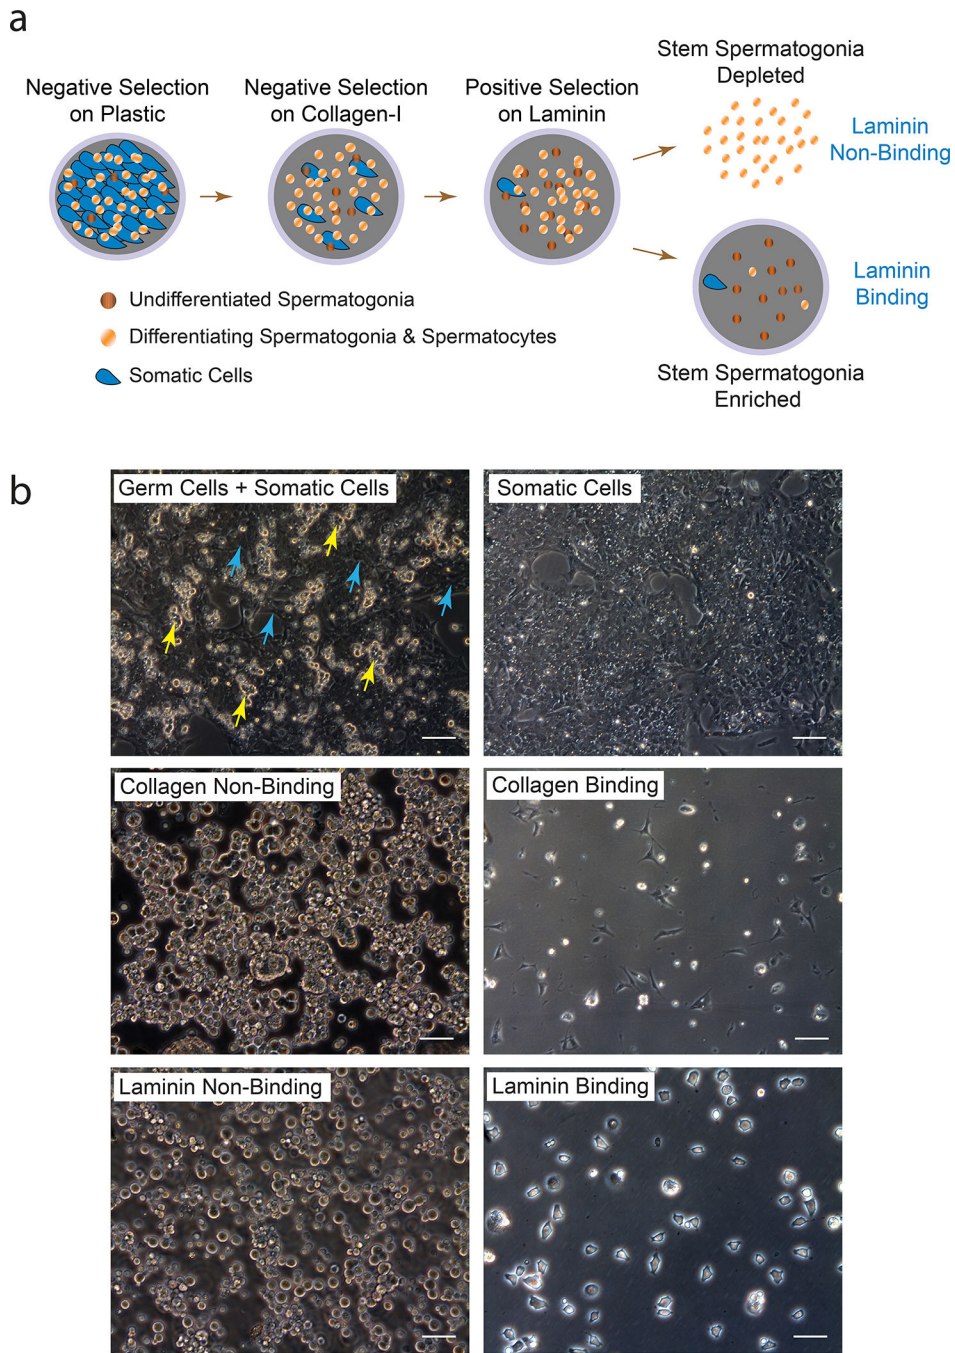 a
Negative Selection
on Plastic
Negative Selection
on Collagen-I
Positive Selection
on Laminin
Stem Spermatogonia
Depleted
Laminin
Non-Binding
Laminin
Binding
Stem Spermatogonia
Enriched
Undifferentiated Spermatogonia
Differentiating Spermatogonia & Spermatocytes
Somatic Cells
b
Germ Cells + Somatic Cells
Somatic Cells
Collagen Non-Binding
Collagen Binding
Laminin Non-Binding
Laminin Binding